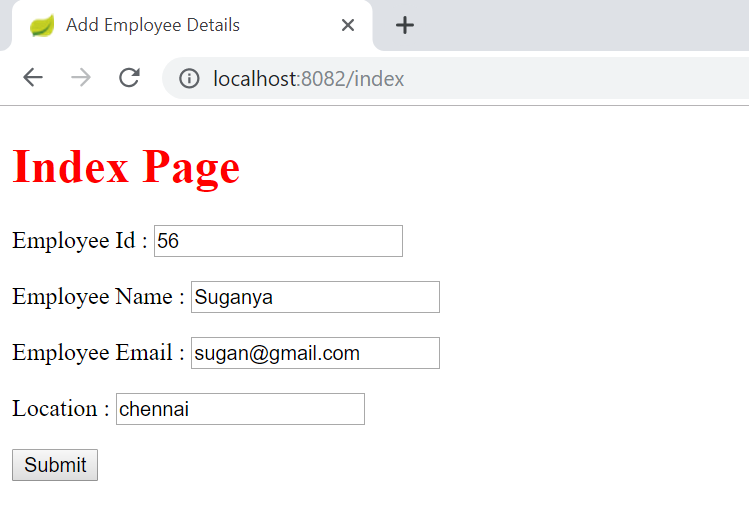 Add Employee Details
localhost:8082/index
Index Page
Employee Id : 56
Employee Name : Suganya
Employee Email : sugan@gmail.com
Location : chennai
Submit